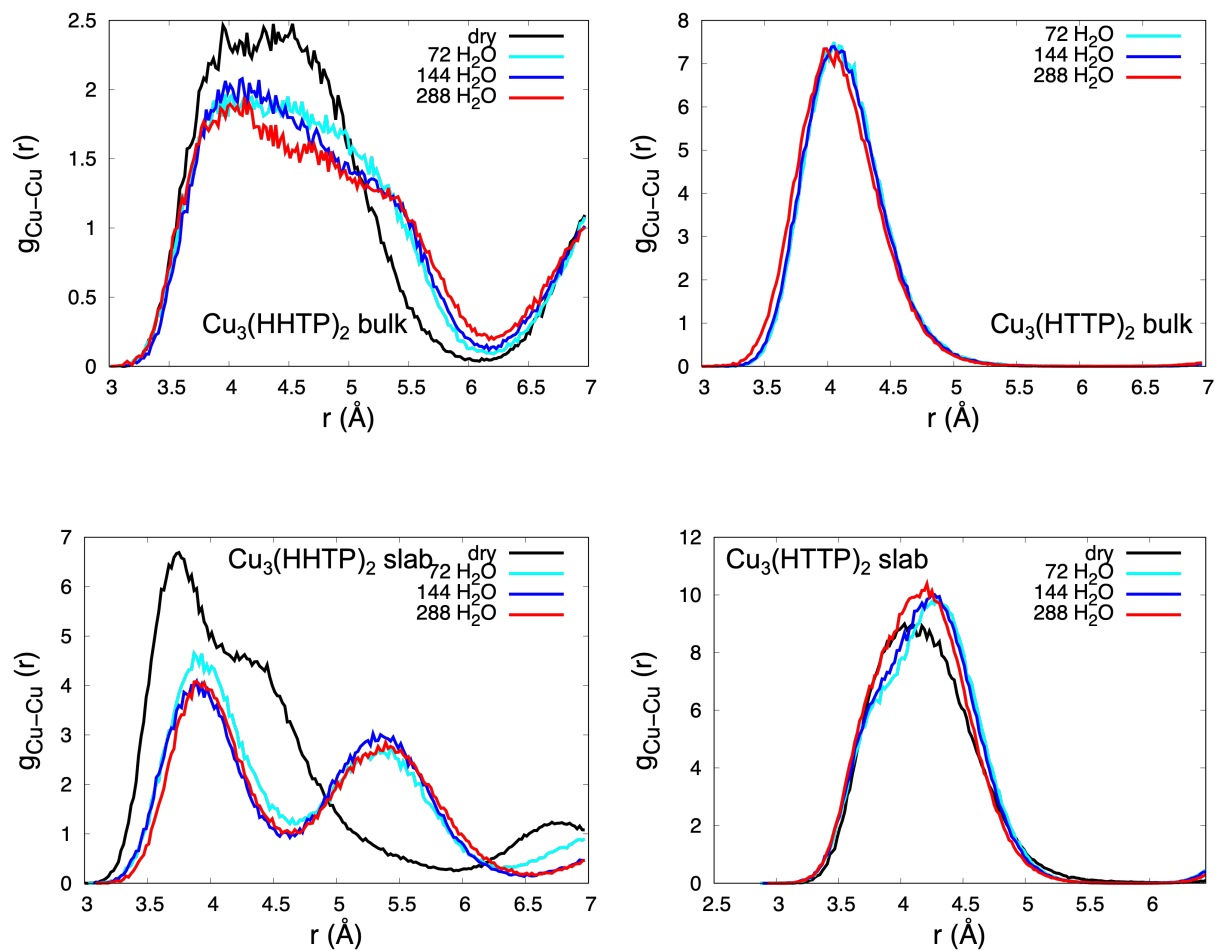 2.5
2
1.5
1
0.5
0
g_Cu−Cu (r)
dry
72 H₂O
144 H₂O
288 H₂O
Cu₃(HHTP)₂ bulk
3 3.5 4 4.5 5 5.5 6 6.5 7
r (Å)
8
7
6
5
4
3
2
1
0
g_Cu−Cu (r)
72 H₂O
144 H₂O
288 H₂O
Cu₃(HTTP)₂ bulk
3 3.5 4 4.5 5 5.5 6 6.5 7
r (Å)
7
6
5
4
3
2
1
0
g_Cu−Cu (r)
Cu₃(HHTP)₂ slab
dry
72 H₂O
144 H₂O
288 H₂O
3 3.5 4 4.5 5 5.5 6 6.5 7
r (Å)
12
10
8
6
4
2
0
g_Cu−Cu (r)
Cu₃(HTTP)₂ slab
dry
72 H₂O
144 H₂O
288 H₂O
2.5 3 3.5 4 4.5 5 5.5 6
r (Å)